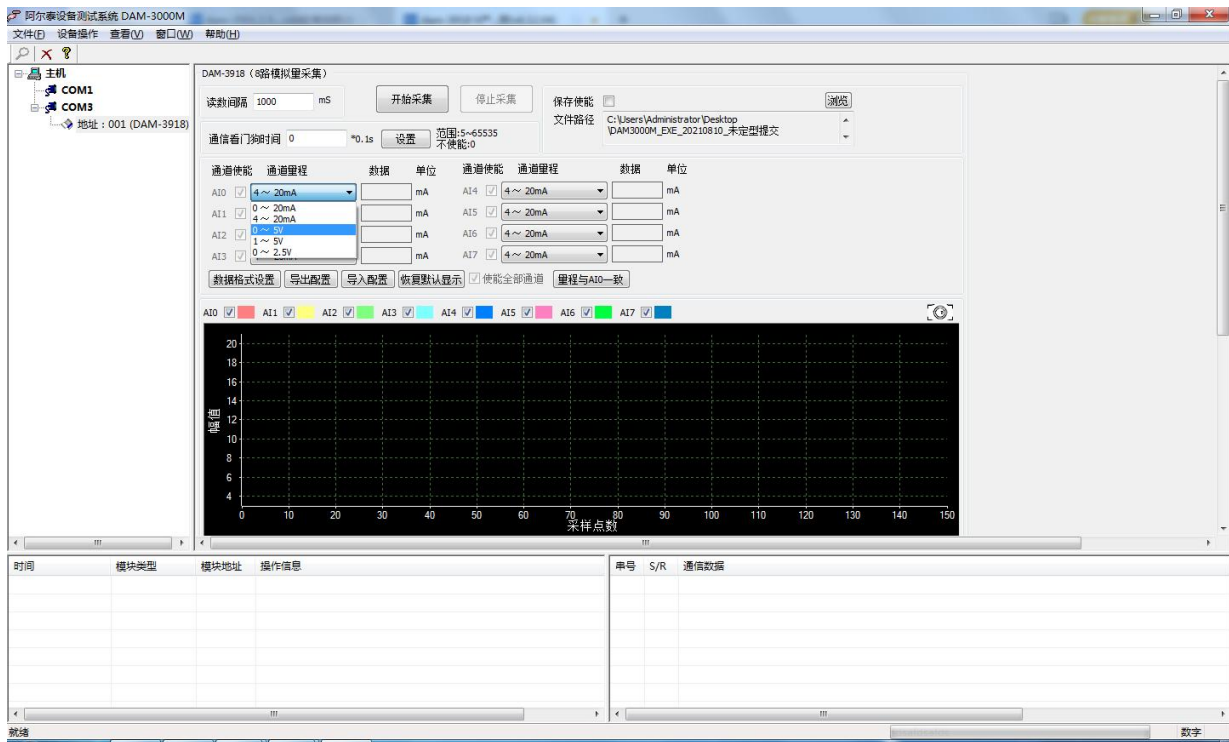 阿尔泰设备测试系统 DAM-3000M
文件(F) 设备操作 查看(V) 窗口(W) 帮助(H)
主机
COM1
COM3
地址：001 (DAM-3918)
DAM-3918（8路模拟量采集）
读数间隔 1000 mS 开始采集 停止采集
保存使能 浏览
文件路径 C:\Users\Administrator\Desktop
\DAM3000M_EXE_20210810_未定型提交
通信看门狗时间 0 *0.1s 设置 范围:5~65535
不使能:0
通道使能 通道里程 数据 单位 通道使能 通道里程 数据 单位
AI0 4～ 20mA mA AI4 4～ 20mA mA
0～ 20mA
4～ 20mA
0～ 5V
1～ 5V
0～ 2.5V
AI1 mA AI5 4～ 20mA mA
AI2 mA AI6 4～ 20mA mA
AI3 mA AI7 4～ 20mA mA
数据格式设置 导出配置 导入配置 恢复默认显示 使能全部通道 里程与AI0一致
AI0 AI1 AI2 AI3 AI4 AI5 AI6 AI7
幅值
20
18
16
14
12
10
8
6
4
0 10 20 30 40 50 60 70 80 90 100 110 120 130 140 150
采样点数
时间 模块类型 模块地址 操作信息
串号 S/R 通信数据
就绪 数字